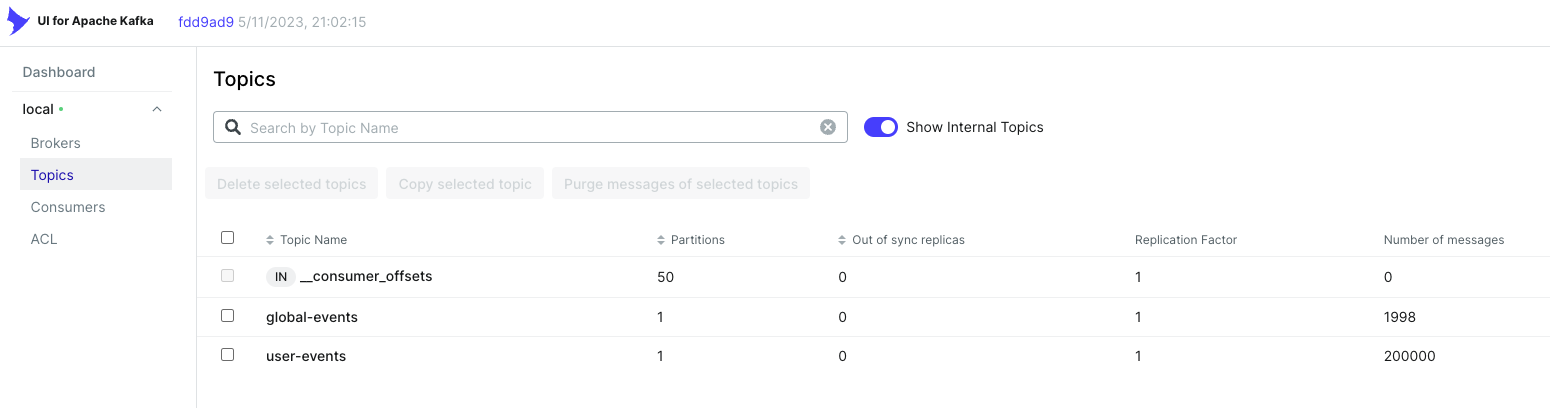 UI for Apache Kafka fdd9ad9 5/11/2023, 21:02:15
Dashboard
local
Brokers
Topics
Consumers
ACL
Topics
Search by Topic Name
Show Internal Topics
Delete selected topics Copy selected topic Purge messages of selected topics
Topic Name Partitions Out of sync replicas Replication Factor Number of messages
IN __consumer_offsets 50 0 1 0
global-events 1 0 1 1998
user-events 1 0 1 200000